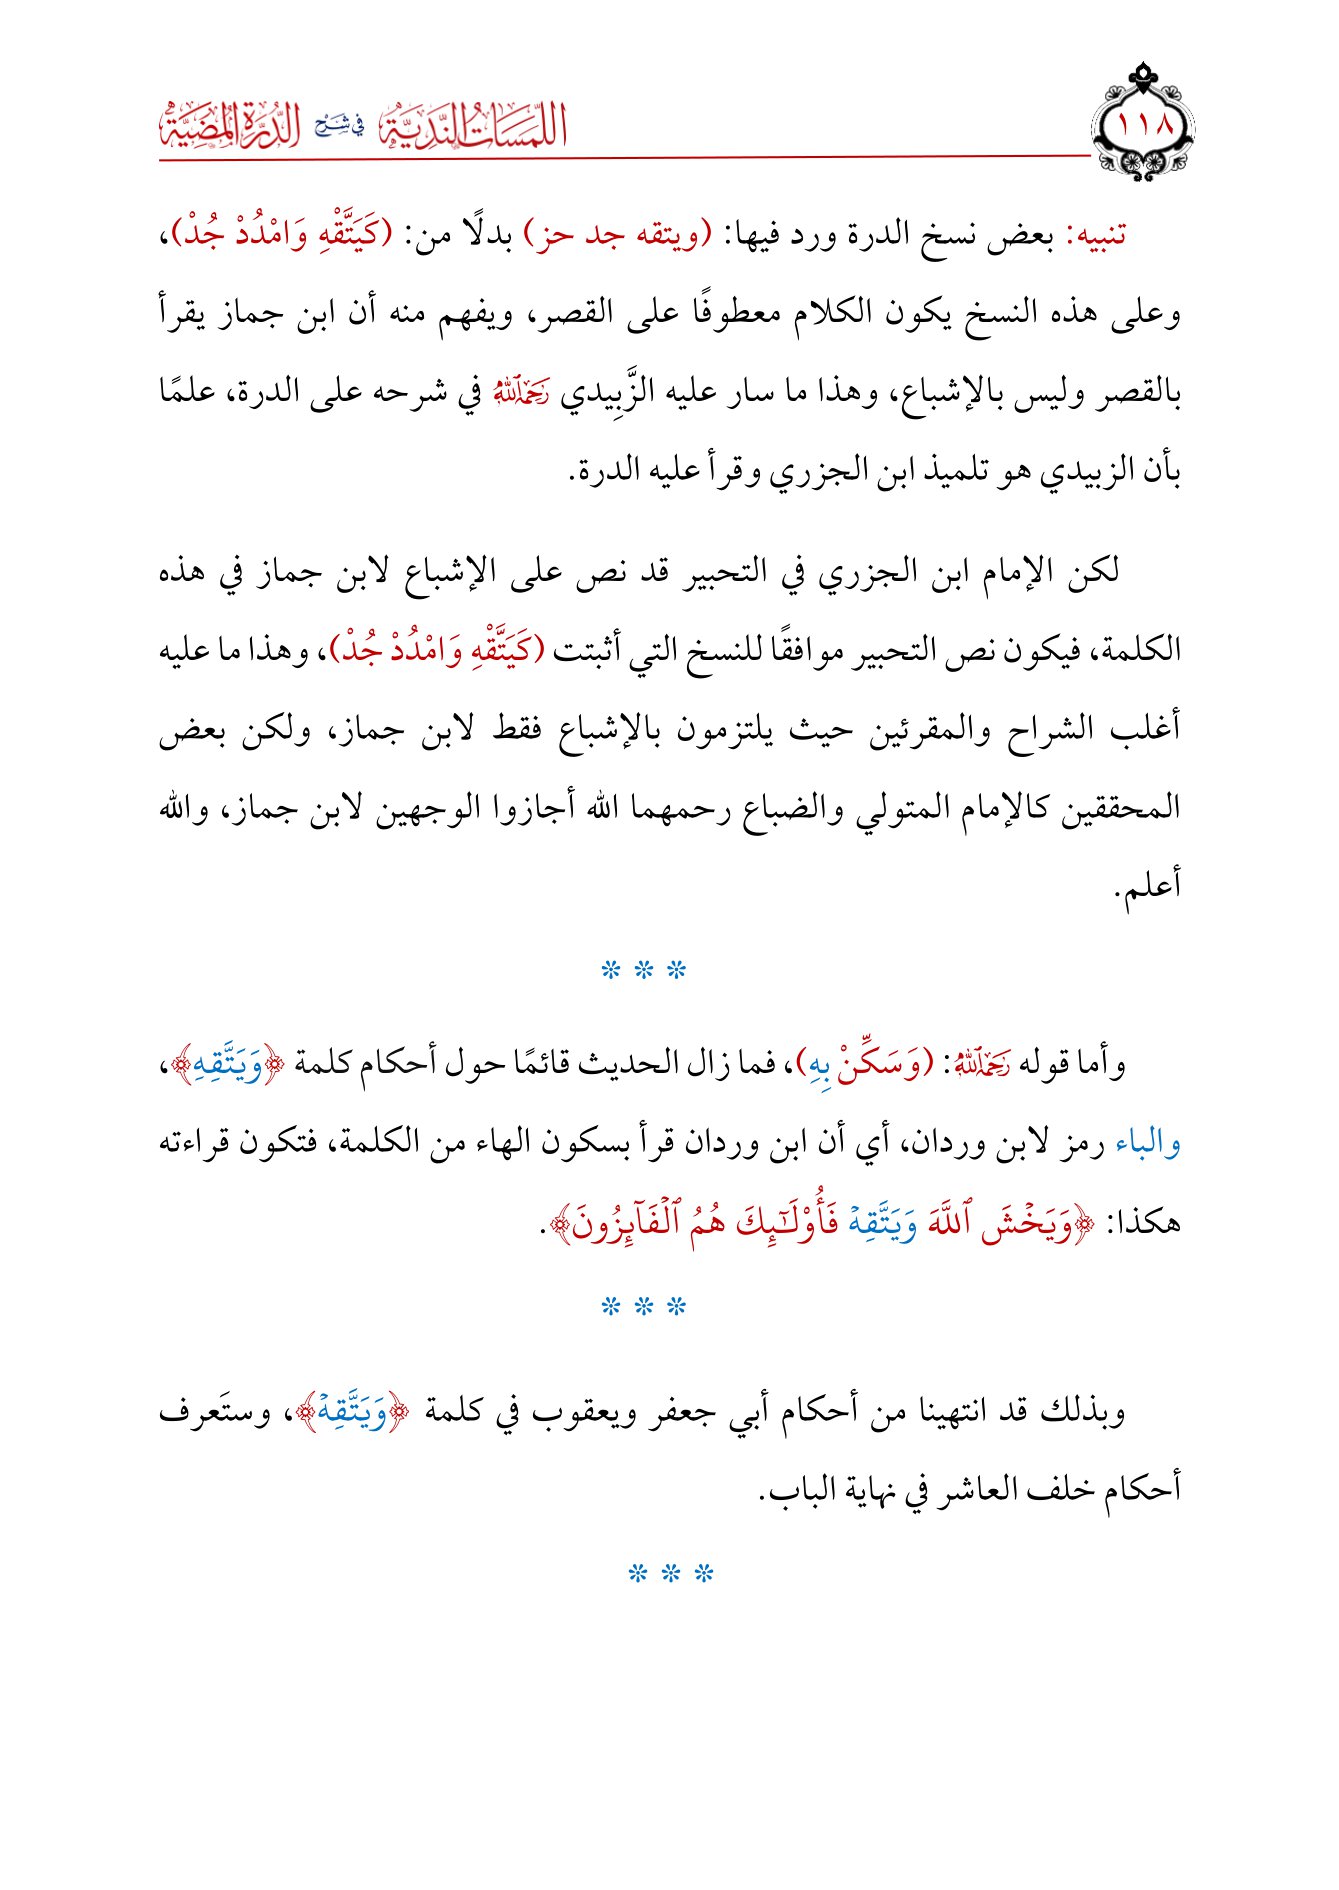 اللَّمَسَاتُ النَّدِيَّةُ فِي شَرْحِ الدُّرَّةِ الْمُضِيَّةِ
١١٨
تنبيه: بعض نسخ الدرة ورد فيها: (ويتقه جد حز) بدلًا من: (كَيَتَّقْهِ وَامْدُدْ جُدْ)،
وعلى هذه النسخ يكون الكلام معطوفًا على القصر، ويفهم منه أن ابن جماز يقرأ
بالقصر وليس بالإشباع، وهذا ما سار عليه الزَّبِيدي رَحِمَهُ ٱللَّهُ في شرحه على الدرة، علمًا
بأن الزبيدي هو تلميذ ابن الجزري وقرأ عليه الدرة.
لكن الإمام ابن الجزري في التحبير قد نص على الإشباع لابن جماز في هذه
الكلمة، فيكون نص التحبير موافقًا للنسخ التي أثبتت (كَيَتَّقْهِ وَامْدُدْ جُدْ)، وهذا ما عليه
أغلب الشراح والمقرئين حيث يلتزمون بالإشباع فقط لابن جماز، ولكن بعض
المحققين كالإمام المتولي والضباع رحمهما الله أجازوا الوجهين لابن جماز، والله
أعلم.
* * *
وأما قوله رَحِمَهُ ٱللَّهُ: (وَسَكِّنْ بِهِ)، فما زال الحديث قائمًا حول أحكام كلمة ﴿وَيَتَّقِهِ﴾،
والباء رمز لابن وردان، أي أن ابن وردان قرأ بسكون الهاء من الكلمة، فتكون قراءته
هكذا: ﴿وَيَخۡشَ ٱللَّهَ وَيَتَّقِهۡ فَأُوْلَٰٓئِكَ هُمُ ٱلۡفَآئِزُونَ﴾.
* * *
وبذلك قد انتهينا من أحكام أبي جعفر ويعقوب في كلمة ﴿وَيَتَّقِهۡ﴾، وستَعرف
أحكام خلف العاشر في نهاية الباب.
* * *